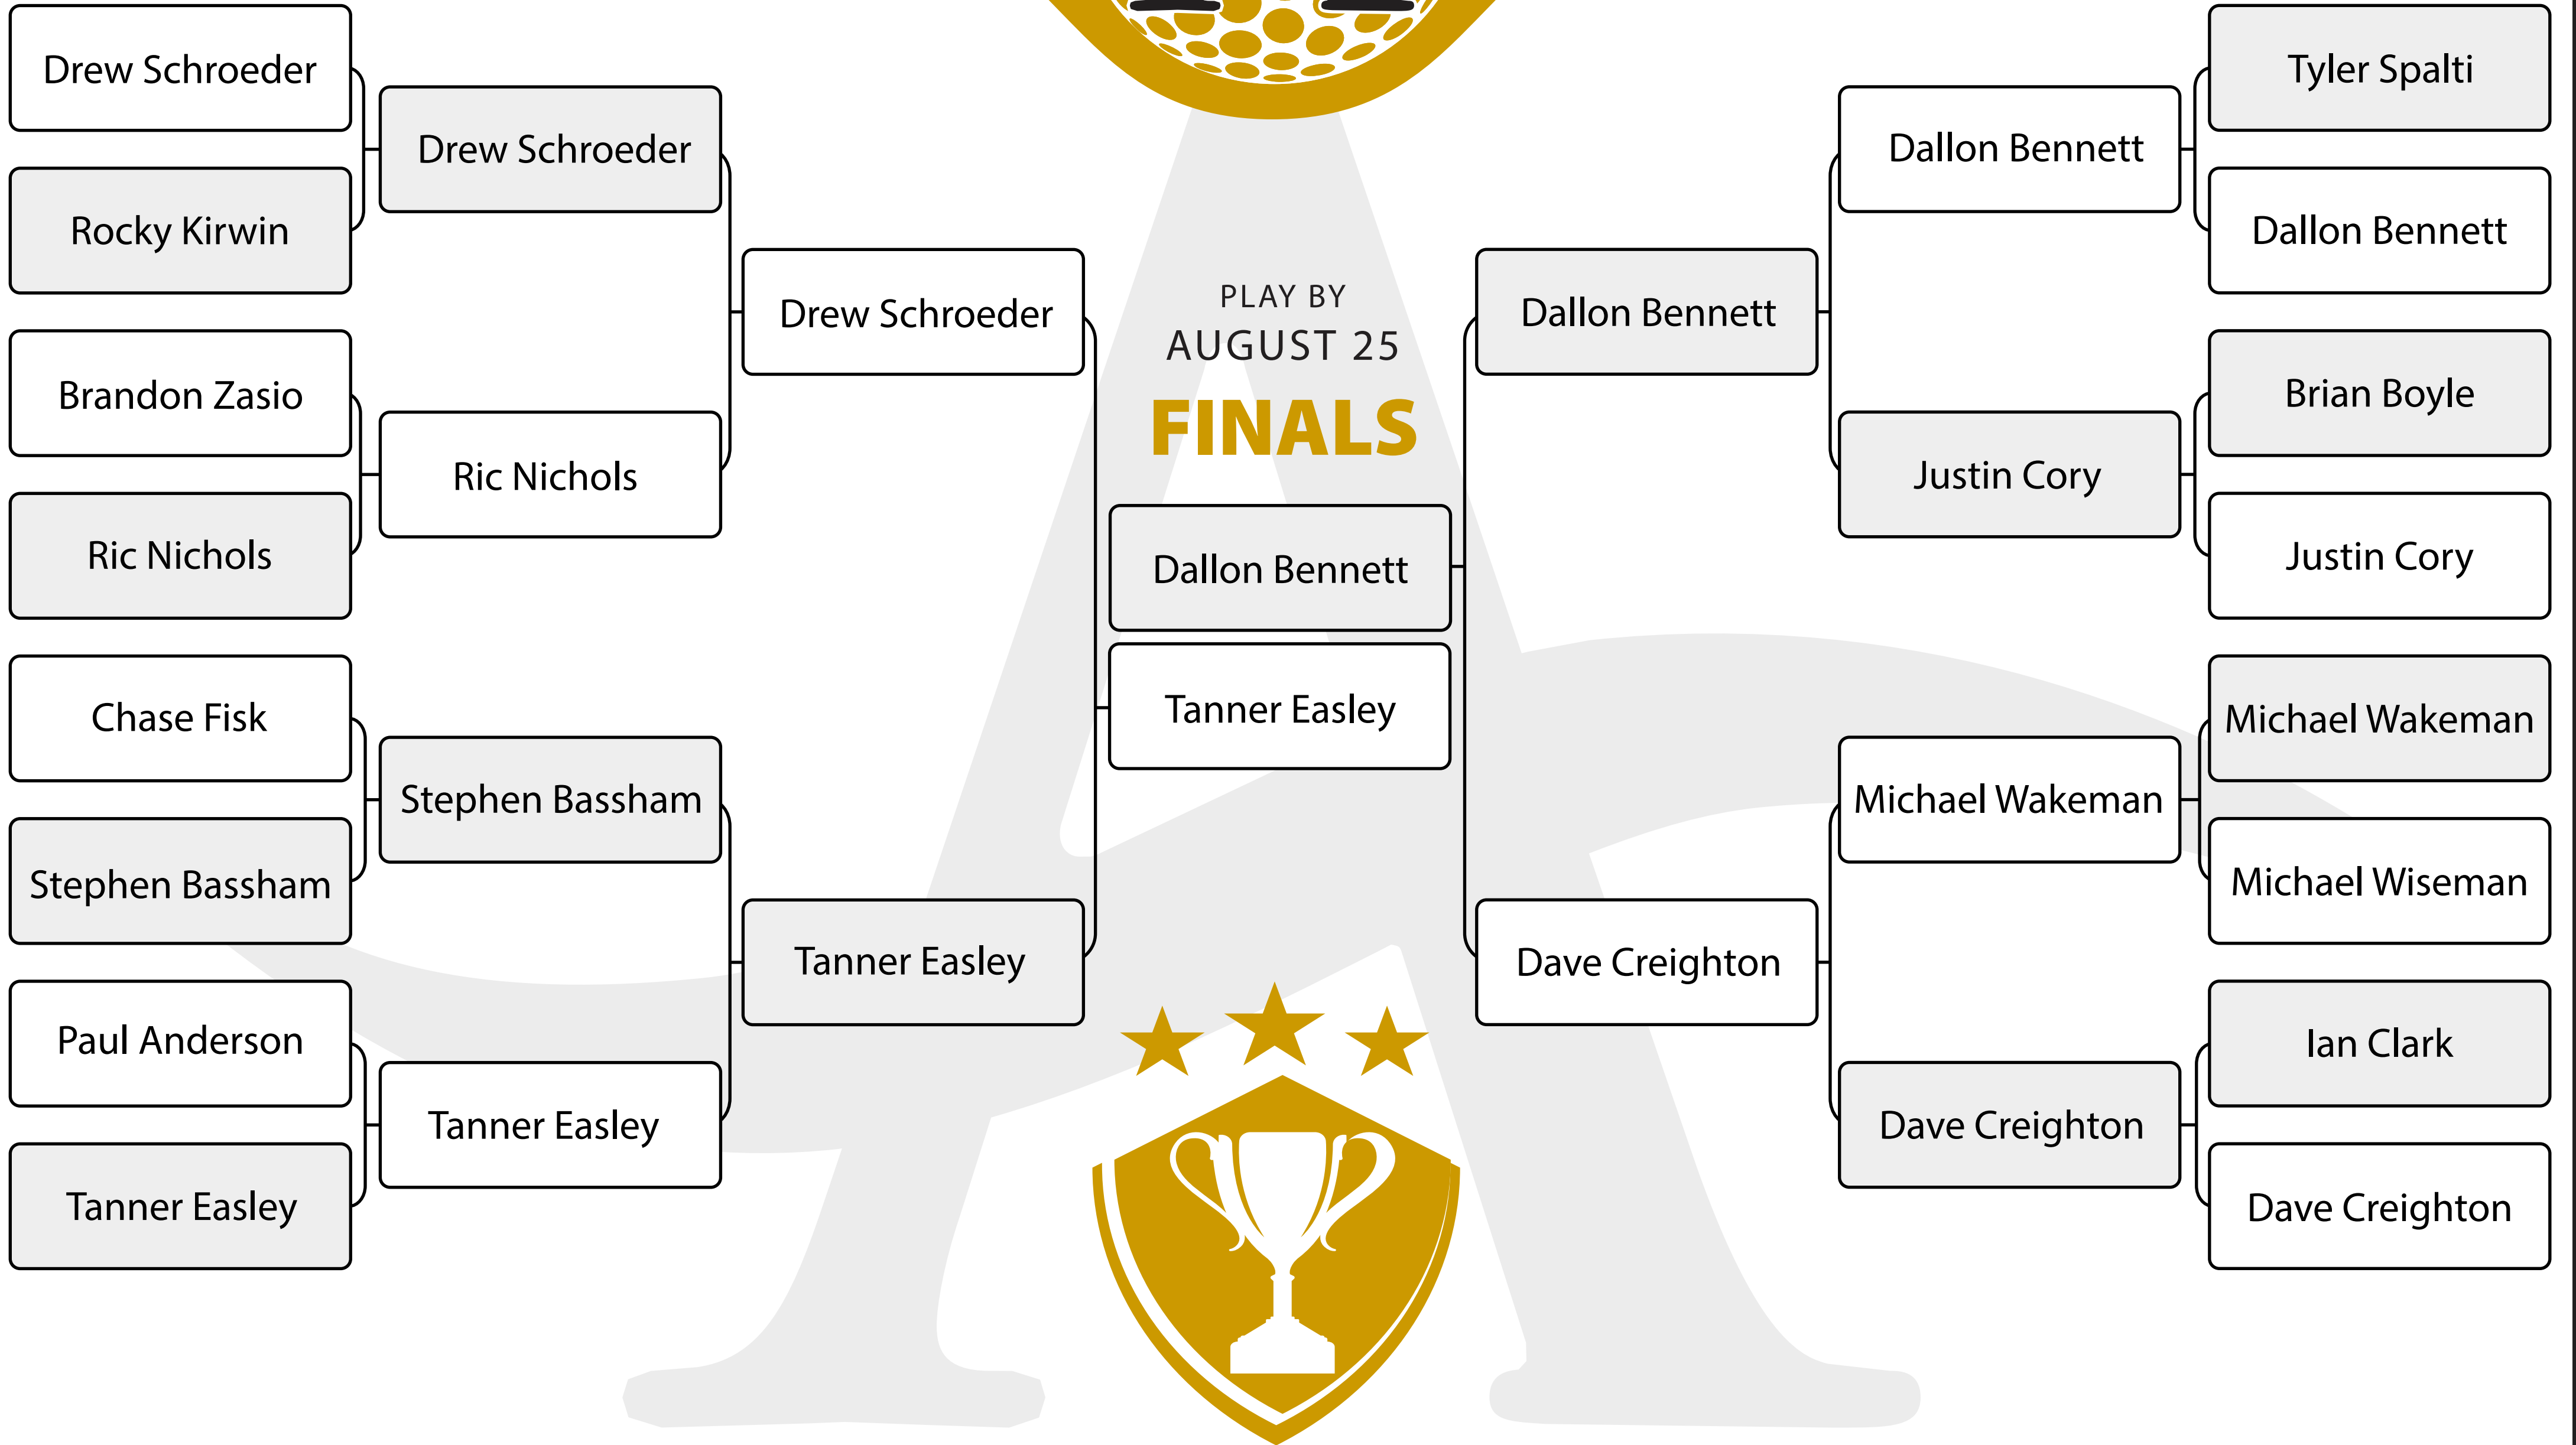 Drew Schroeder
Rocky Kirwin
Brandon Zasio
Ric Nichols
Chase Fisk
Stephen Bassham
Paul Anderson
Tanner Easley
Drew Schroeder
Ric Nichols
Stephen Bassham
Tanner Easley
Drew Schroeder
Tanner Easley
PLAY BY
AUGUST 25
FINALS
Dallon Bennett
Tanner Easley
Dallon Bennett
Dave Creighton
Dallon Bennett
Justin Cory
Michael Wakeman
Dave Creighton
Tyler Spalti
Dallon Bennett
Brian Boyle
Justin Cory
Michael Wakeman
Michael Wiseman
Ian Clark
Dave Creighton